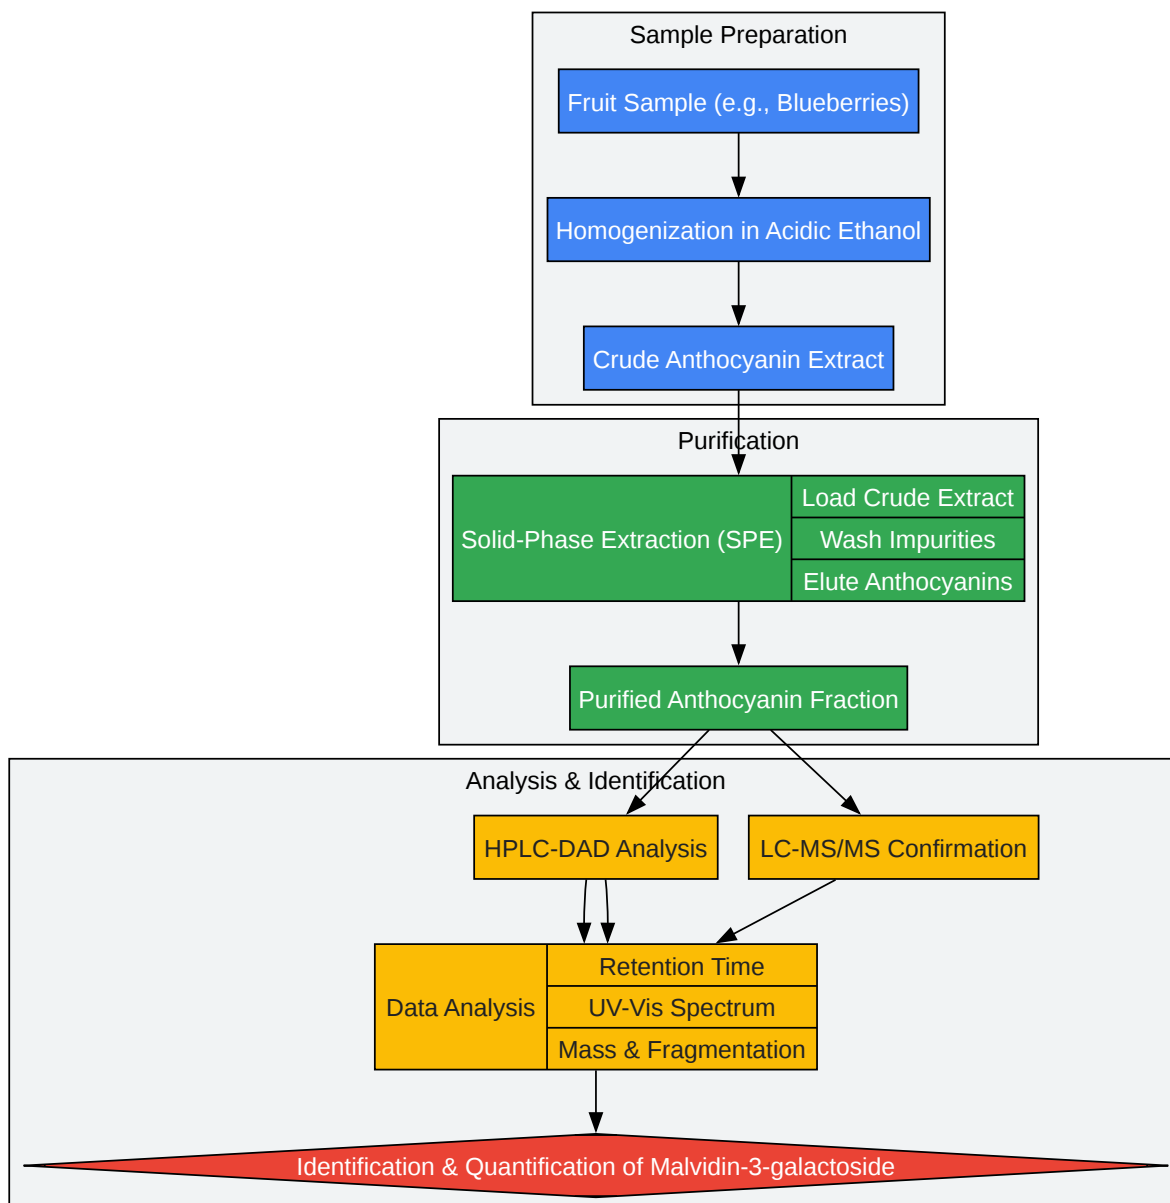 Sample Preparation
Fruit Sample (e.g., Blueberries)
Homogenization in Acidic Ethanol
Crude Anthocyanin Extract
Purification
Solid-Phase Extraction (SPE)
Load Crude Extract
Wash Impurities
Elute Anthocyanins
Purified Anthocyanin Fraction
Analysis & Identification
HPLC-DAD Analysis
LC-MS/MS Confirmation
Data Analysis
Retention Time
UV-Vis Spectrum
Mass & Fragmentation
Identification & Quantification of Malvidin-3-galactoside